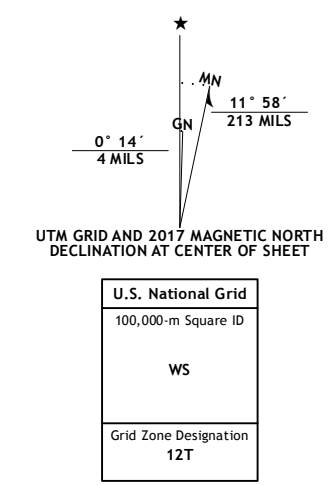 ★
MN
GN
11° 58´
213 MILS
0° 14´
4 MILS
UTM GRID AND 2017 MAGNETIC NORTH
DECLINATION AT CENTER OF SHEET
U.S. National Grid
100,000-m Square ID
WS
Grid Zone Designation
12T